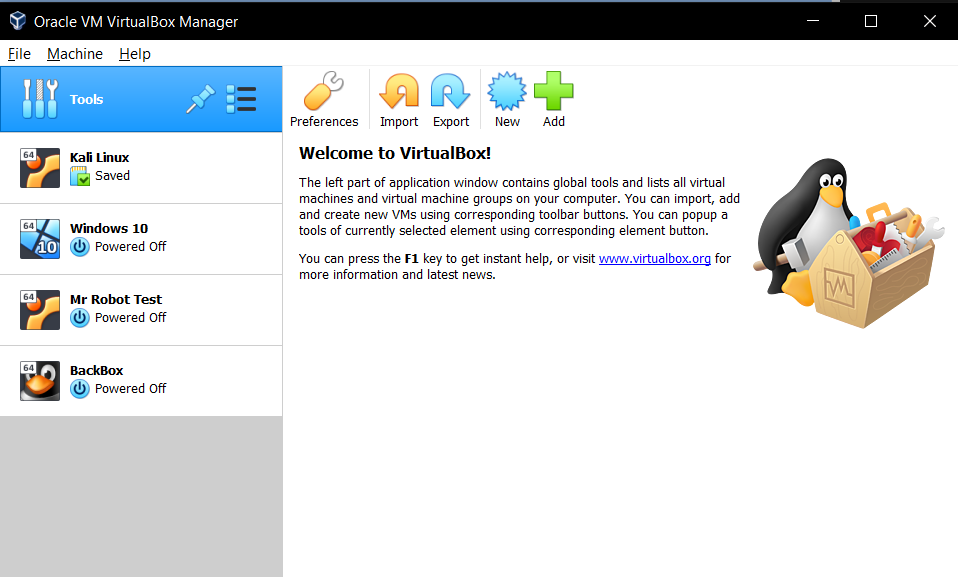 Oracle VM VirtualBox Manager
File Machine Help
Tools
Preferences Import Export New Add
64
Kali Linux
Saved
64
10
Windows 10
Powered Off
64
Mr Robot Test
Powered Off
64
BackBox
Powered Off
Welcome to VirtualBox!
The left part of application window contains global tools and lists all virtual
machines and virtual machine groups on your computer. You can import, add
and create new VMs using corresponding toolbar buttons. You can popup a
tools of currently selected element using corresponding element button.
You can press the F1 key to get instant help, or visit www.virtualbox.org for
more information and latest news.